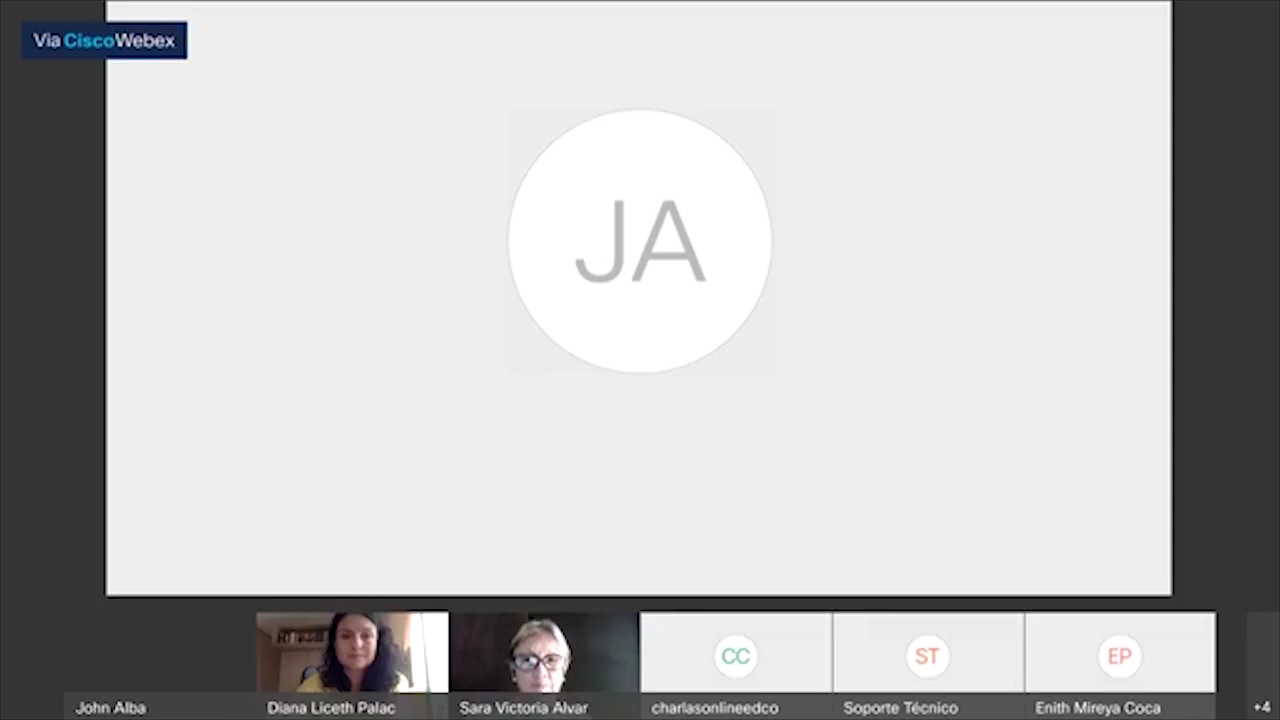 Via CiscoWebex
JA
CC
ST
EP
John Alba
Diana Liceth Palac
Sara Victoria Alvar
charlasonlineedco
Soporte Técnico
Enith Mireya Coca
+4